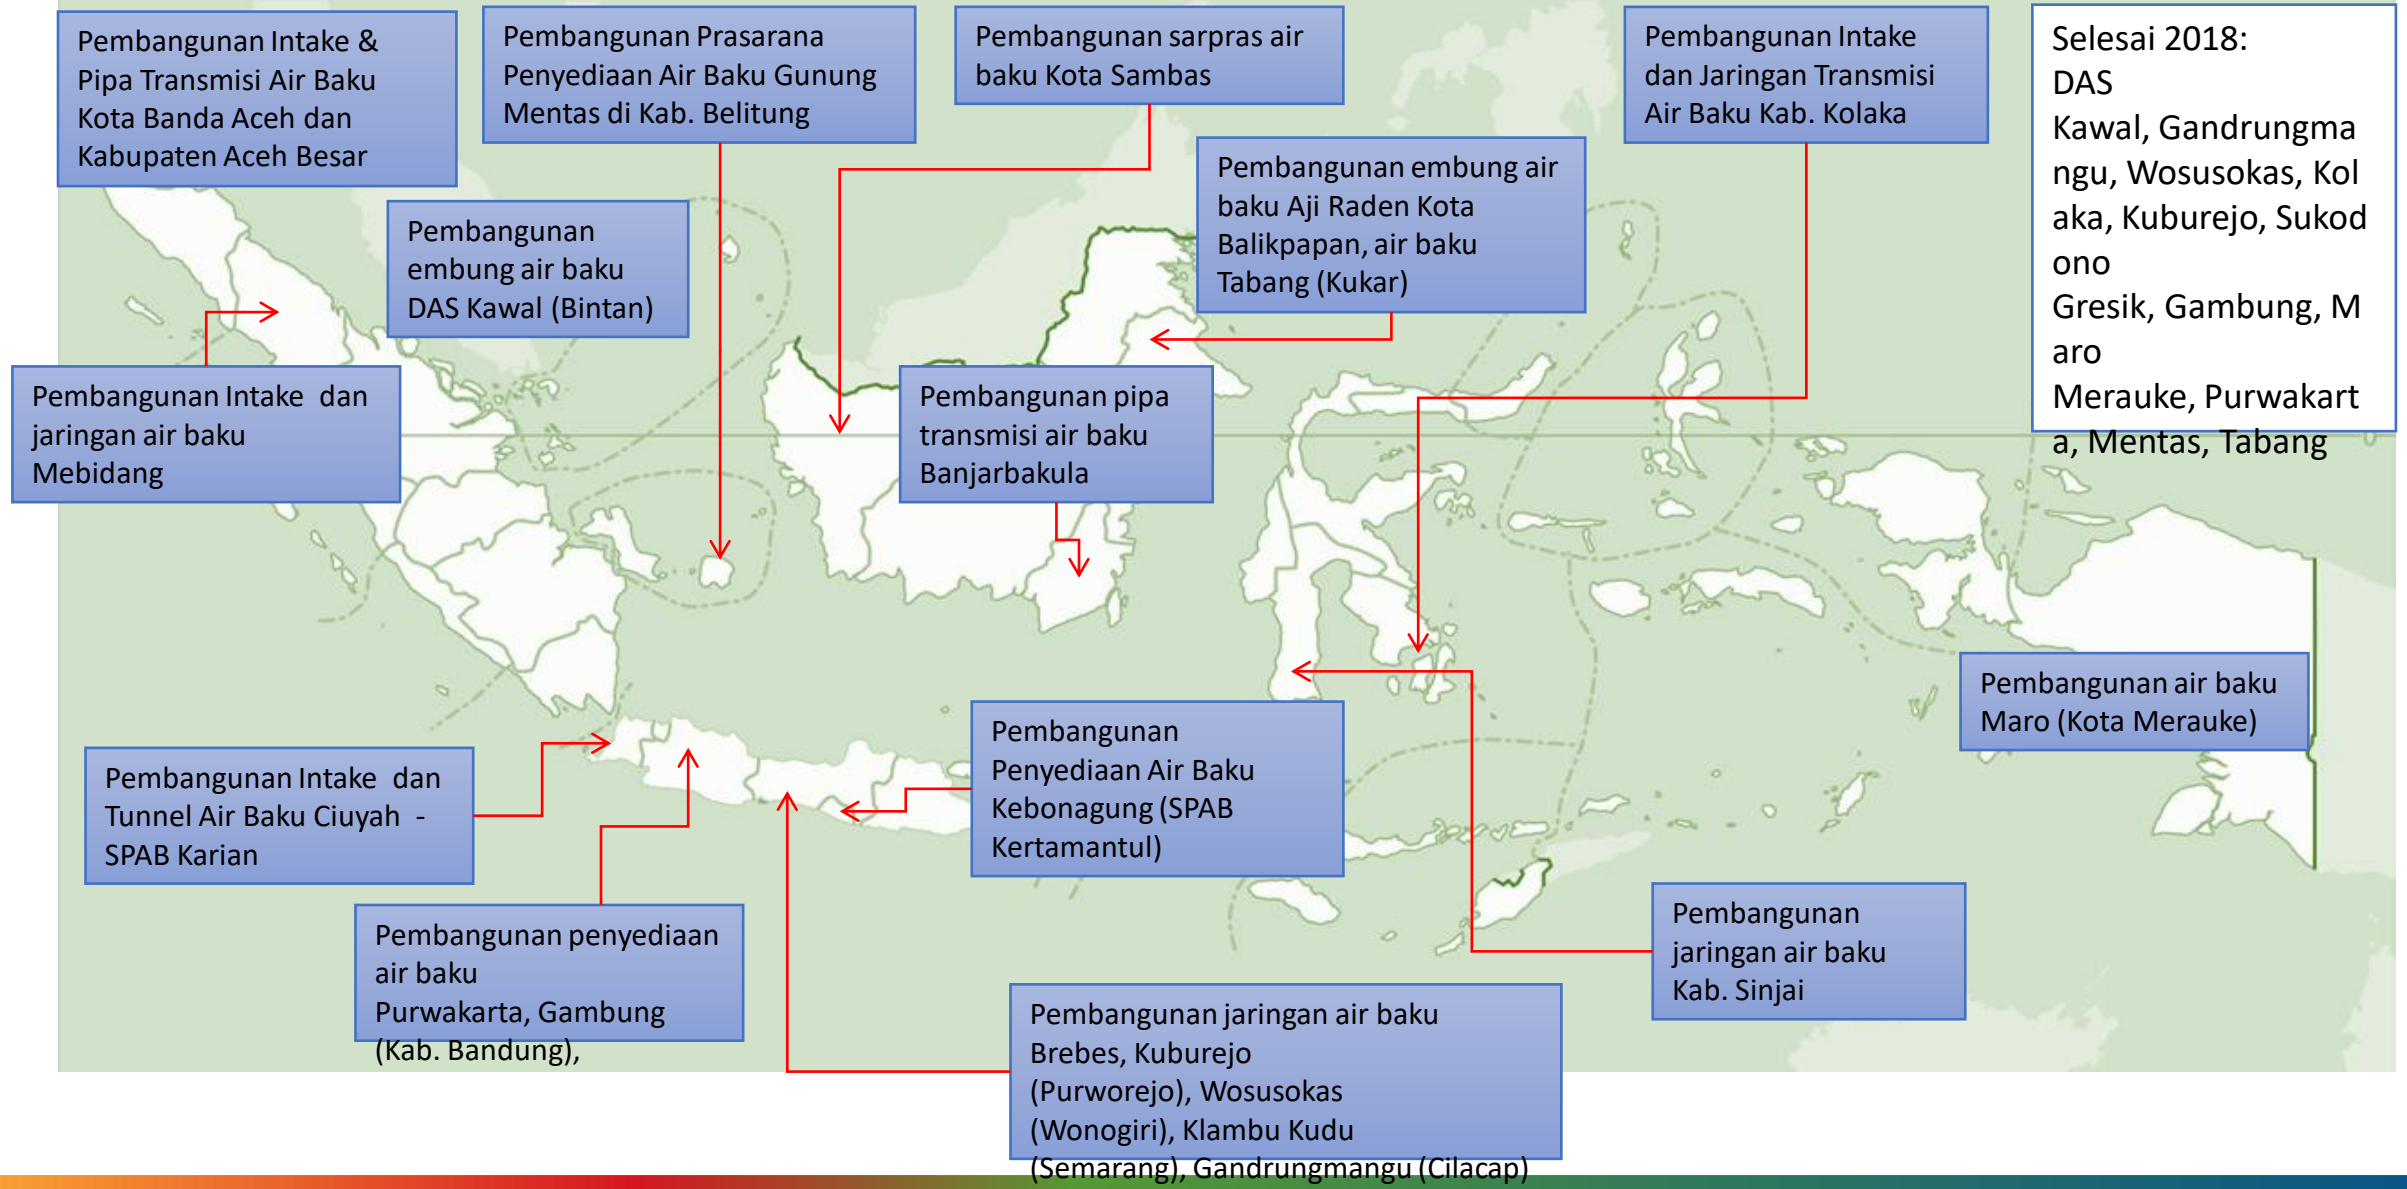 Pembangunan Intake &
Pipa Transmisi Air Baku
Kota Banda Aceh dan
Kabupaten Aceh Besar
Pembangunan Prasarana
Penyediaan Air Baku Gunung
Mentas di Kab. Belitung
Pembangunan sarpras air
baku Kota Sambas
Pembangunan Intake
dan Jaringan Transmisi
Air Baku Kab. Kolaka
Selesai 2018:
DAS
Kawal, Gandrungma
ngu, Wosusokas, Kol
aka, Kuburejo, Sukod
ono
Gresik, Gambung, M
aro
Merauke, Purwakart
a, Mentas, Tabang
Pembangunan
embung air baku
DAS Kawal (Bintan)
Pembangunan embung air
baku Aji Raden Kota
Balikpapan, air baku
Tabang (Kukar)
Pembangunan Intake  dan
jaringan air baku
Mebidang
Pembangunan pipa
transmisi air baku
Banjarbakula
Pembangunan air baku
Maro (Kota Merauke)
Pembangunan Intake  dan
Tunnel Air Baku Ciuyah  -
SPAB Karian
Pembangunan
Penyediaan Air Baku
Kebonagung (SPAB
Kertamantul)
Pembangunan penyediaan
air baku
Purwakarta, Gambung
(Kab. Bandung),
Pembangunan
jaringan air baku
Kab. Sinjai
Pembangunan jaringan air baku
Brebes, Kuburejo
(Purworejo), Wosusokas
(Wonogiri), Klambu Kudu
(Semarang), Gandrungmangu (Cilacap)